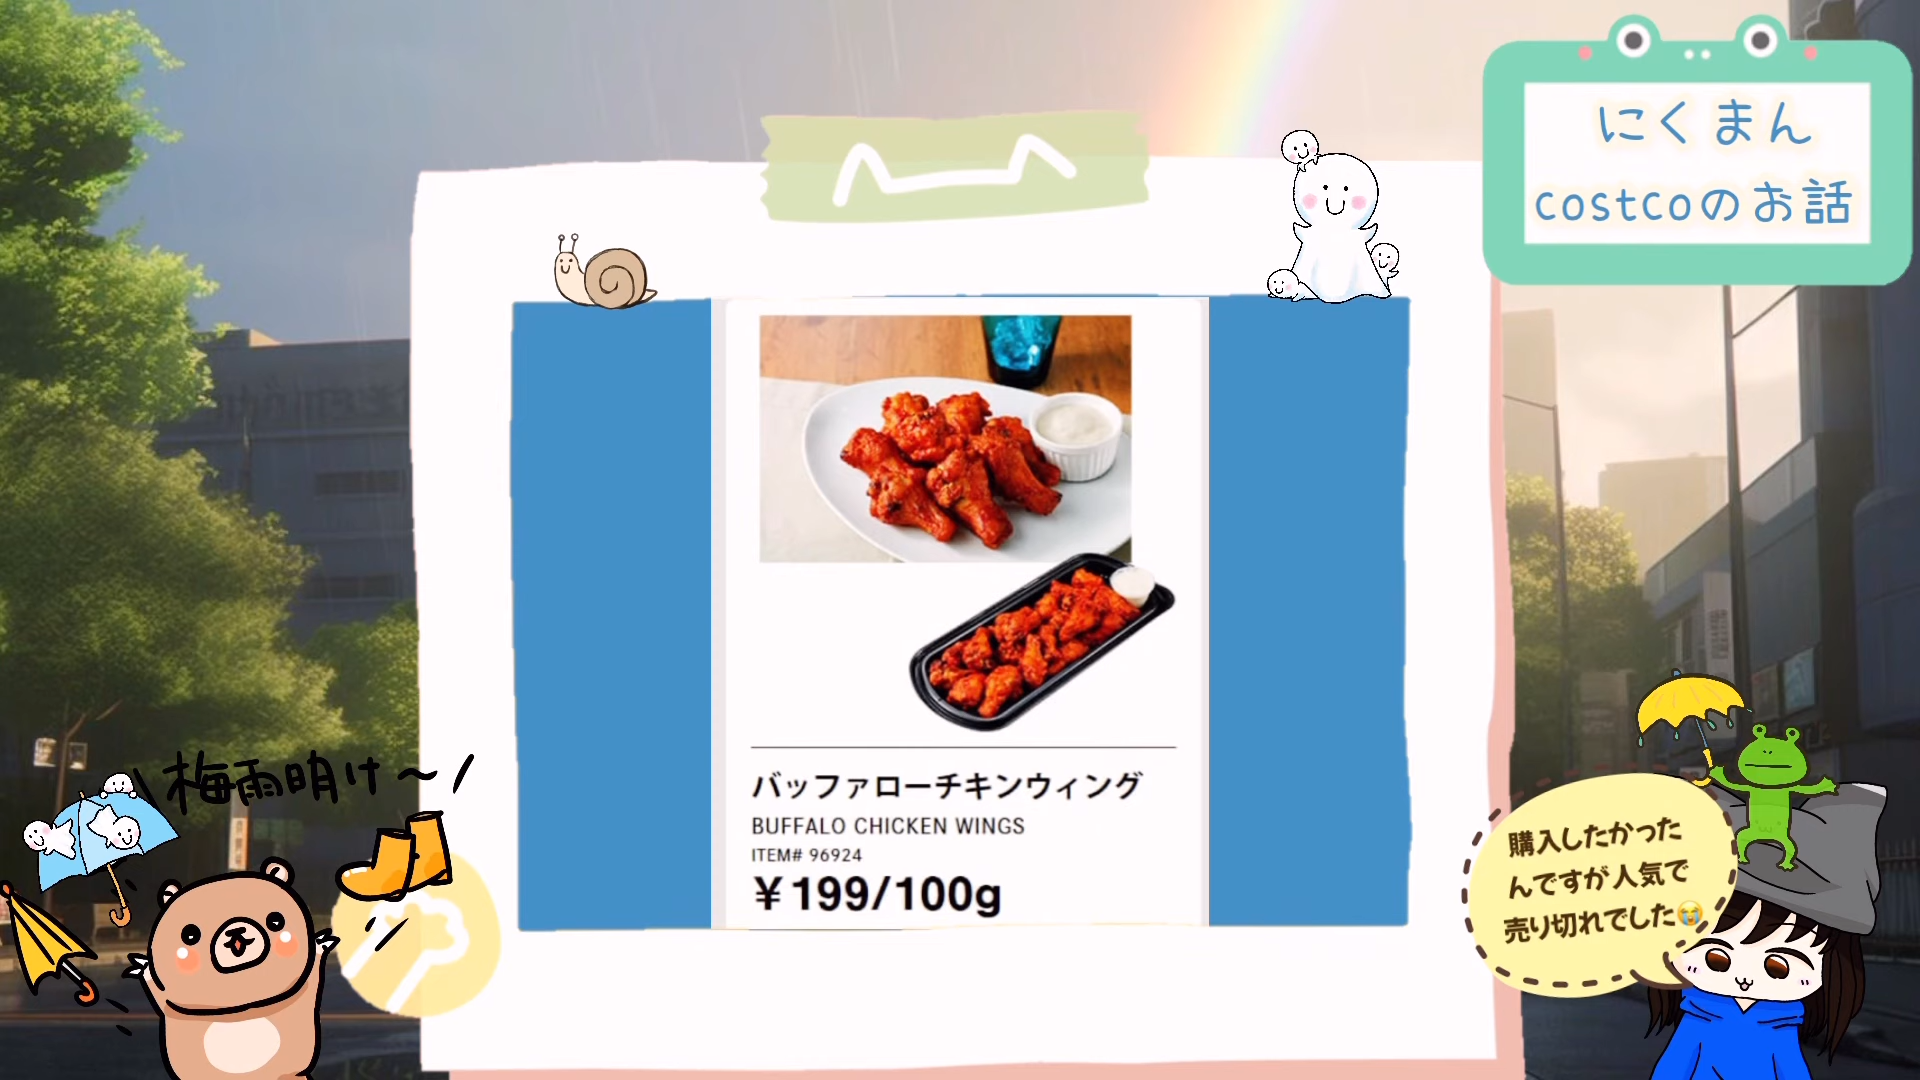 にくまん
costcoのお話
バッファローチキンウィング
BUFFALO CHICKEN WINGS
ITEM# 96924
￥199/100g
梅雨明け～
購入したかった
んですが人気で
売り切れでした😭